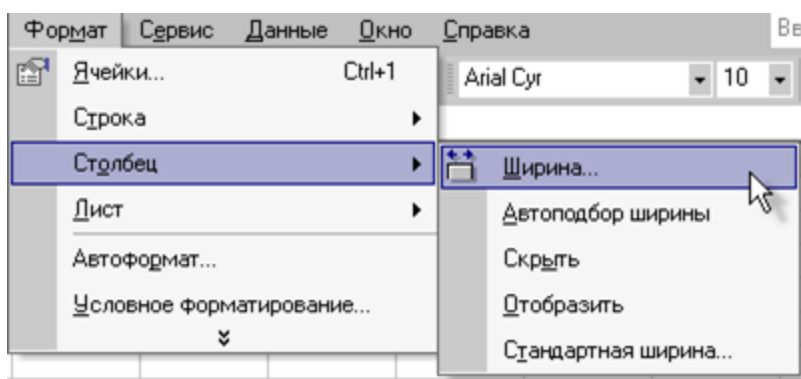 Формат Сервис Данные Окно Справка
Ячейки... Ctrl+1
Arial Cyr 10
Строка
Столбец
Ширина...
Лист
Автоподбор ширины
Автоформат...
Скрыть
Условное форматирование...
Отобразить
Стандартная ширина...